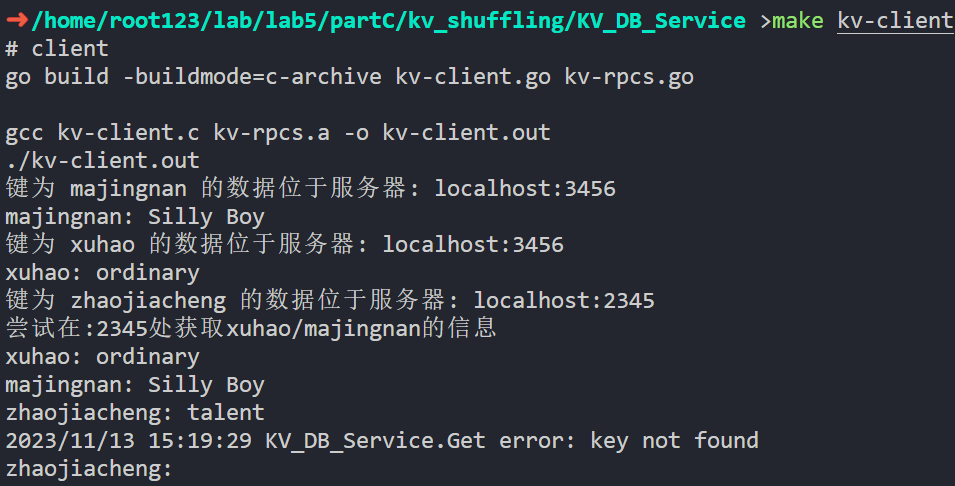 ➜/home/root123/lab/lab5/partC/kv_shuffling/KV_DB_Service >make kv-client
# client
go build -buildmode=c-archive kv-client.go kv-rpcs.go
gcc kv-client.c kv-rpcs.a -o kv-client.out
./kv-client.out
键为 majingnan 的数据位于服务器: localhost:3456
majingnan: Silly Boy
键为 xuhao 的数据位于服务器: localhost:3456
xuhao: ordinary
键为 zhaojiacheng 的数据位于服务器: localhost:2345
尝试在:2345处获取xuhao/majingnan的信息
xuhao: ordinary
majingnan: Silly Boy
zhaojiacheng: talent
2023/11/13 15:19:29 KV_DB_Service.Get error: key not found
zhaojiacheng: